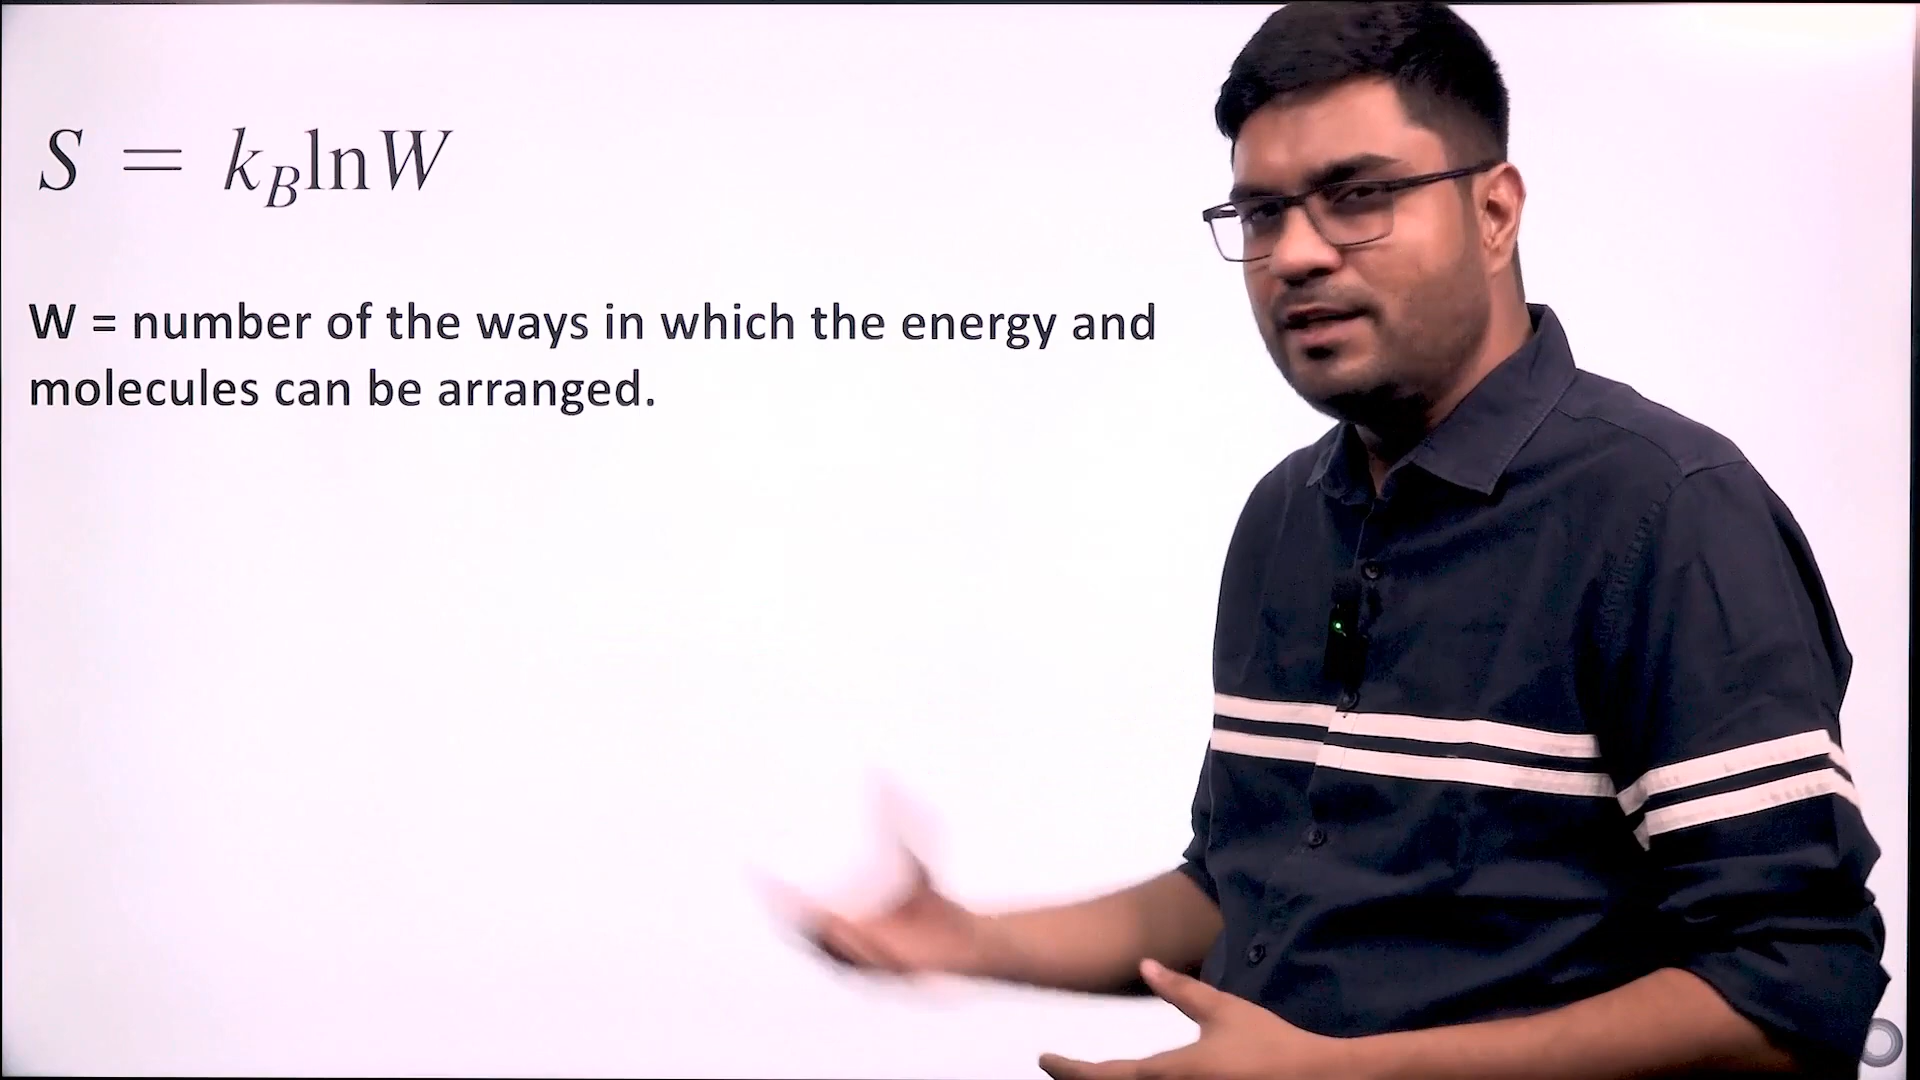 S = k_B ln W
W = number of the ways in which the energy and
molecules can be arranged.